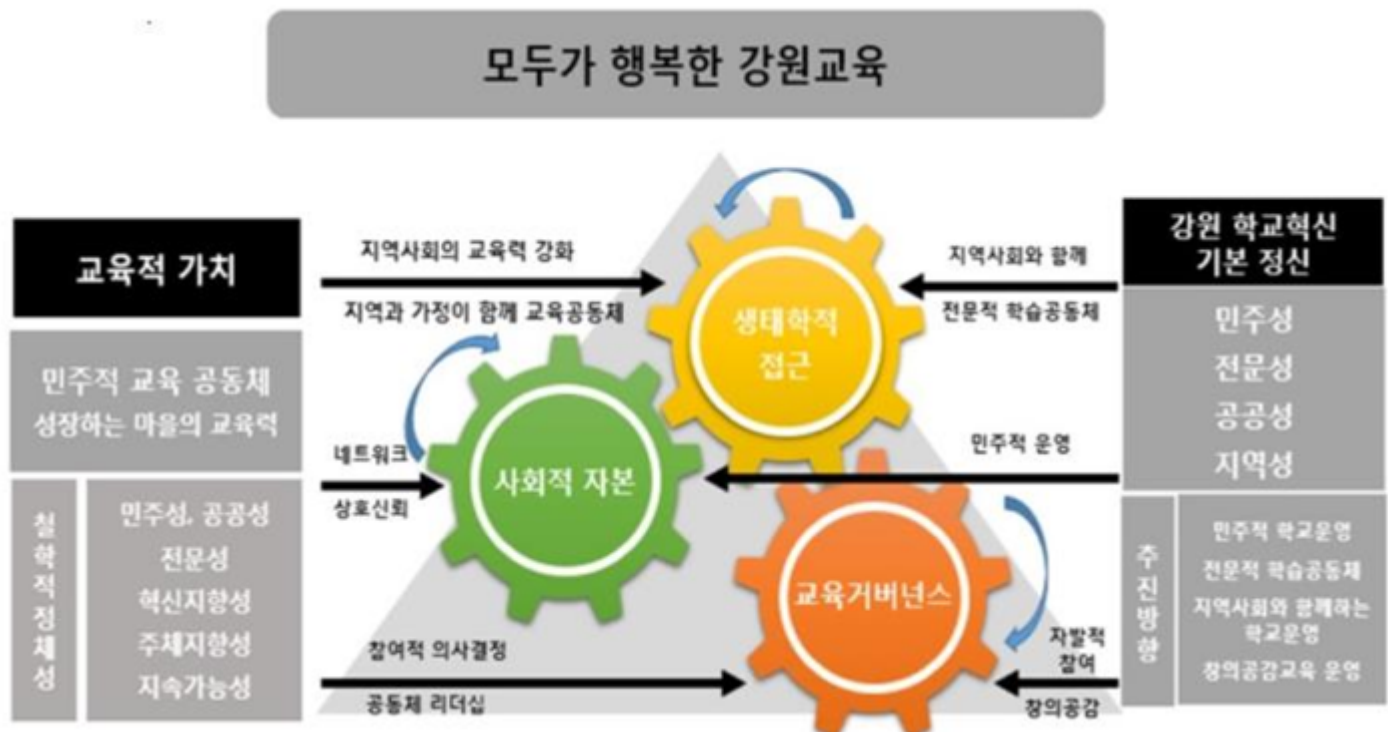 모두가 행복한 강원교육
교육적 가치
민주적 교육 공동체
성장하는 마을의 교육력
철학적정체성
민주성, 공공성
전문성
혁신지향성
주체지향성
지속가능성
지역사회의 교육력 강화
지역과 가정이 함께 교육공동체
네트워크
상호신뢰
참여적 의사결정
공동체 리더십
생태학적
접근
사회적 자본
교육거버넌스
지역사회와 함께
전문적 학습공동체
민주적 운영
자발적
참여
창의공감
강원 학교혁신
기본 정신
민주성
전문성
공공성
지역성
추진방향
민주적 학교운영
전문적 학습공동체
지역사회와 함께하는
학교운영
창의공감교육 운영